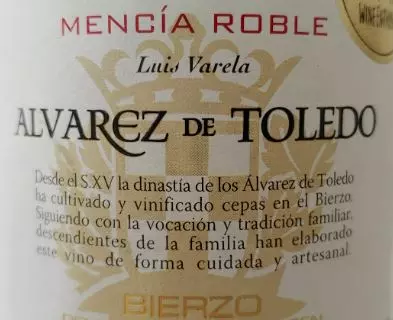 MENCÍA ROBLE
Luis Varela
ALVAREZ DE TOLEDO
Desde el S.XV la dinastía de los Álvarez de Toledo
ha cultivado y vinificado cepas en el Bierzo.
Siguiendo con la vocación y tradición familiar,
descendientes de la familia han elaborado
este vino de forma cuidada y artesanal.
BIERZO